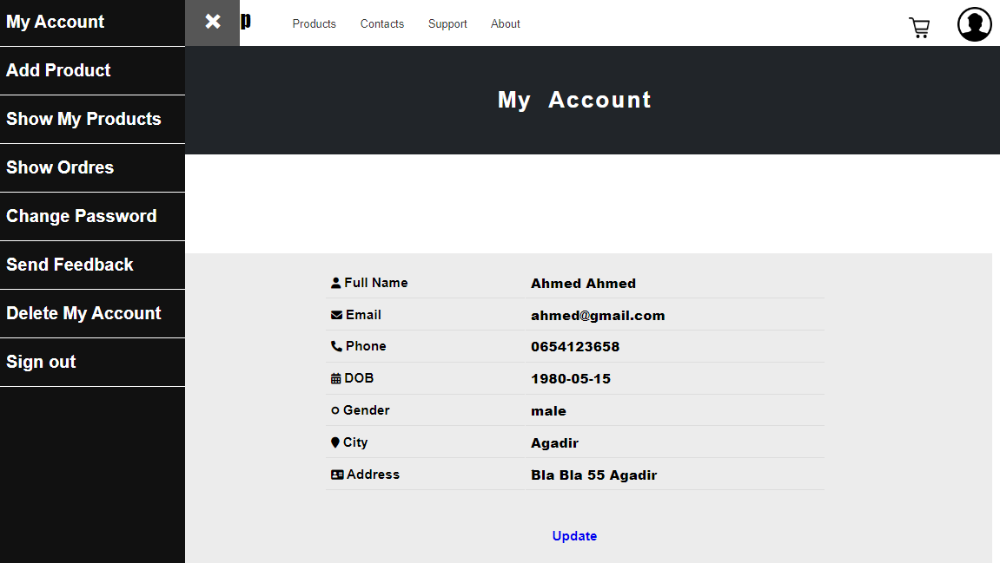 My Account
Add Product
Show My Products
Show Ordres
Change Password
Send Feedback
Delete My Account
Sign out
p Products Contacts Support About
My Account
Full Name Ahmed Ahmed
Email ahmed@gmail.com
Phone 0654123658
DOB 1980-05-15
Gender male
City Agadir
Address Bla Bla 55 Agadir
Update